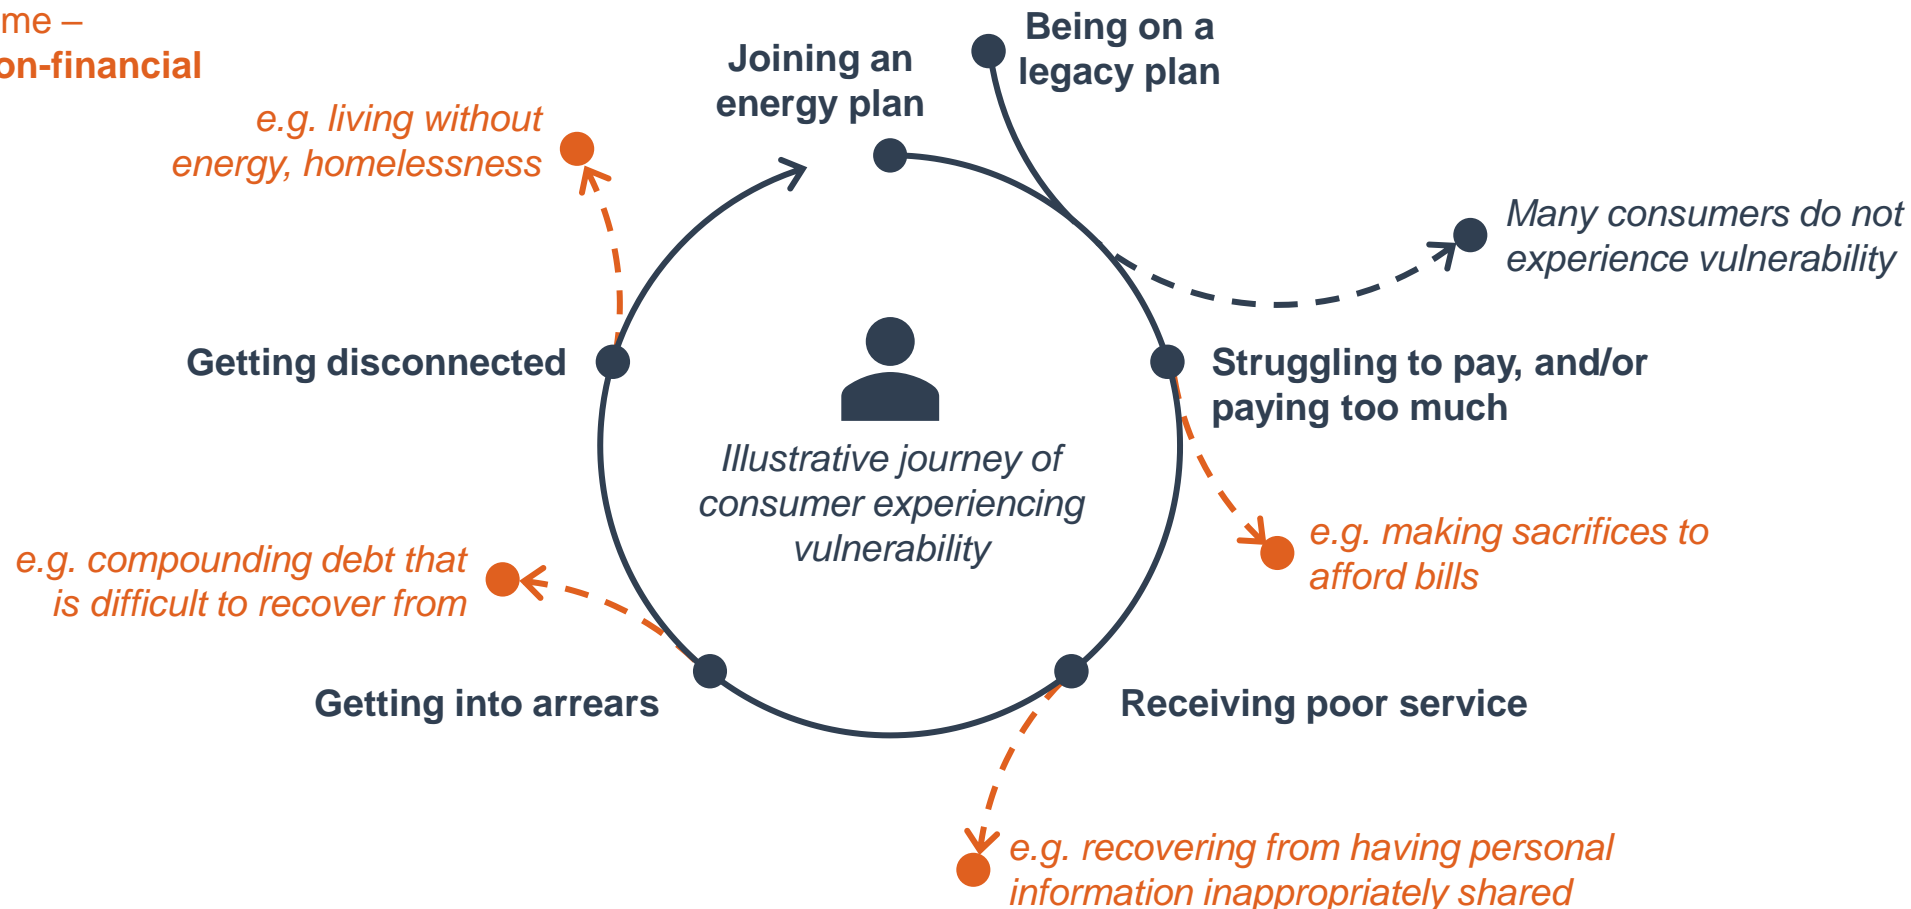 me –
on-financial
Joining an
energy plan
Being on a
legacy plan
e.g. living without
energy, homelessness
Many consumers do not
experience vulnerability
Getting disconnected
Struggling to pay, and/or
paying too much
Illustrative journey of
consumer experiencing
vulnerability
e.g. compounding debt that
is difficult to recover from
e.g. making sacrifices to
afford bills
Getting into arrears
Receiving poor service
e.g. recovering from having personal
information inappropriately shared